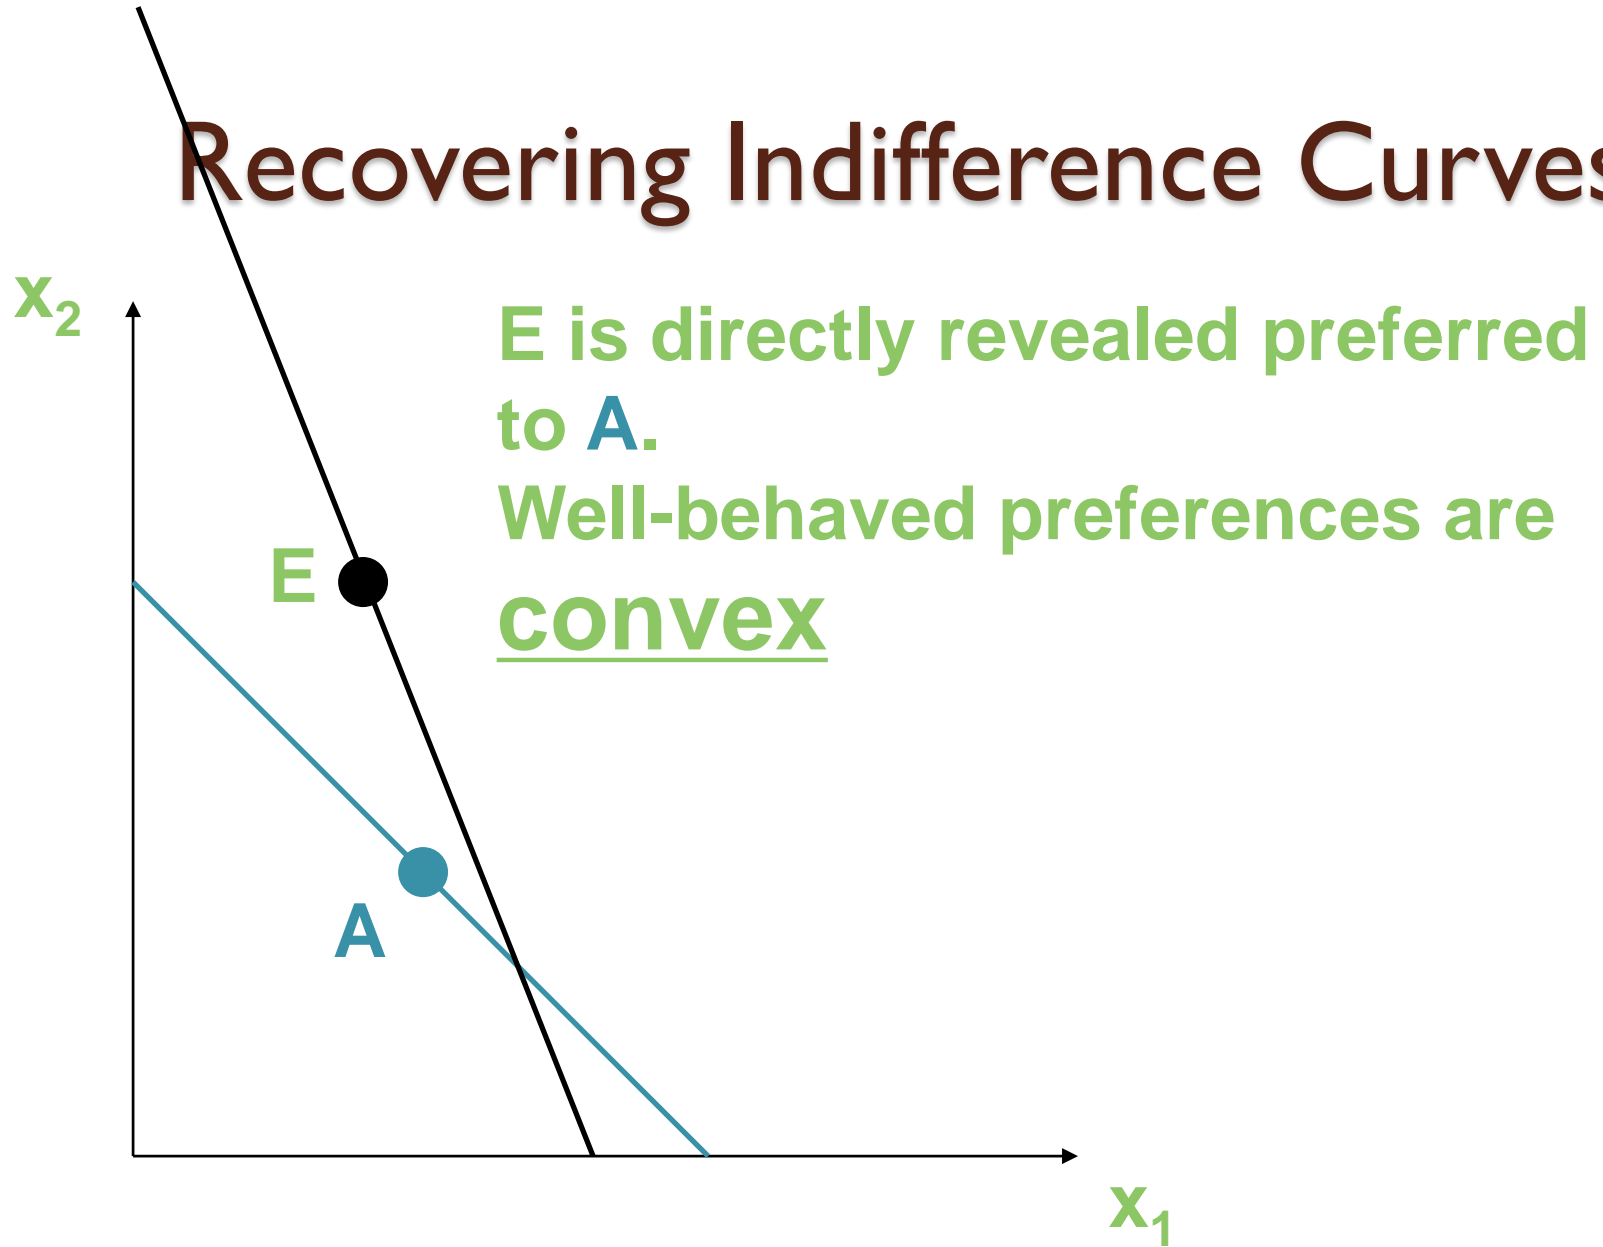 Recovering Indifference Curves
x2
E is directly revealed preferred
to A.
Well-behaved preferences are
E
convex
A
x1